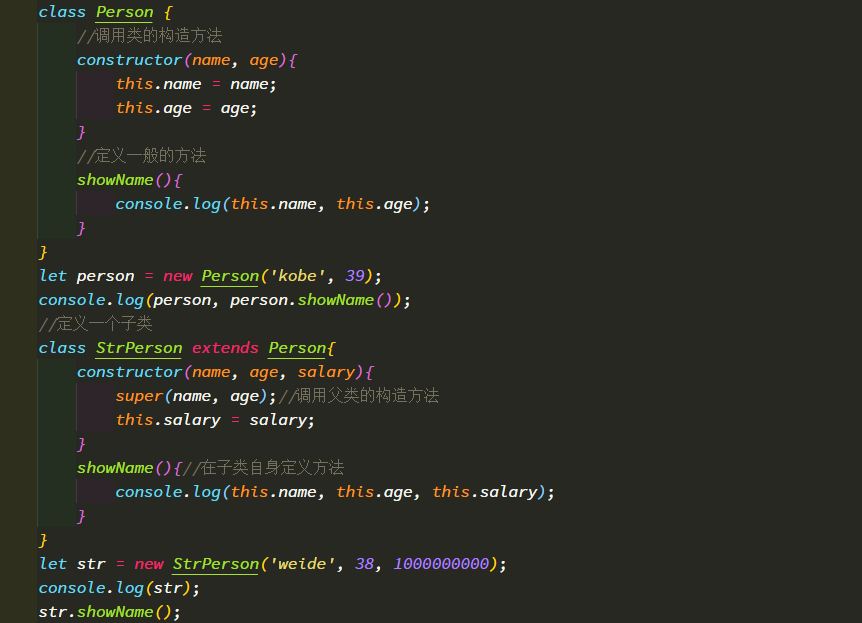 class Person {
    //调用类的构造方法
    constructor(name, age){
        this.name = name;
        this.age = age;
    }
    //定义一般的方法
    showName(){
        console.log(this.name, this.age);
    }
}
let person = new Person('kobe', 39);
console.log(person, person.showName());
//定义一个子类
class StrPerson extends Person{
    constructor(name, age, salary){
        super(name, age);//调用父类的构造方法
        this.salary = salary;
    }
    showName(){//在子类自身定义方法
        console.log(this.name, this.age, this.salary);
    }
}
let str = new StrPerson('weide', 38, 1000000000);
console.log(str);
str.showName();